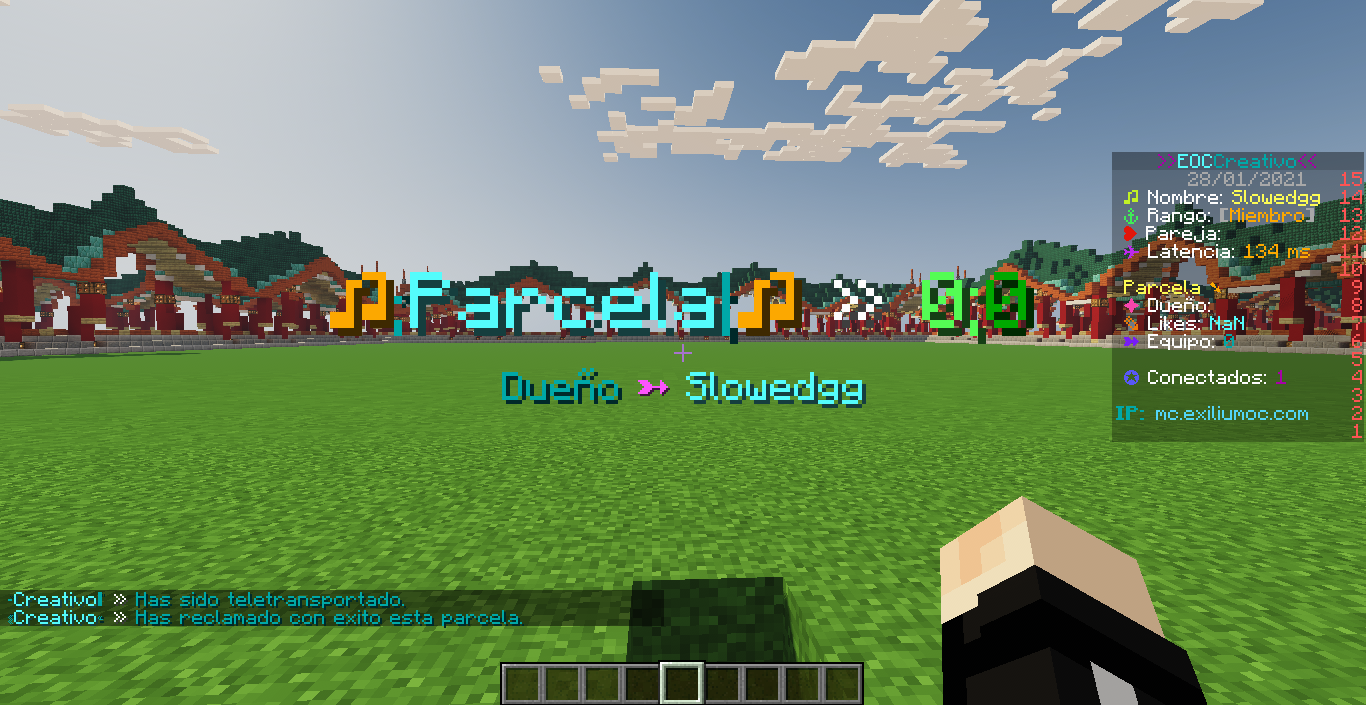 >>EOCCreativo<<
28/01/2021 15
♫ Nombre: Slowedgg 14
⚓ Rango: [Miembro] 13
❤ Pareja: 12
Latencia: 134 ms 11
10
Parcela 9
Dueño: 8
Likes: NaN 7
Equipo: 0 6
5
Conectados: 1 4
3
IP: mc.exiliumoc.com 2
1
♫ Parcela ♫ » 0;0
Dueño ➳ Slowedgg
Creativo » Has sido teletransportado.
Creativo » Has reclamado con exito esta parcela.